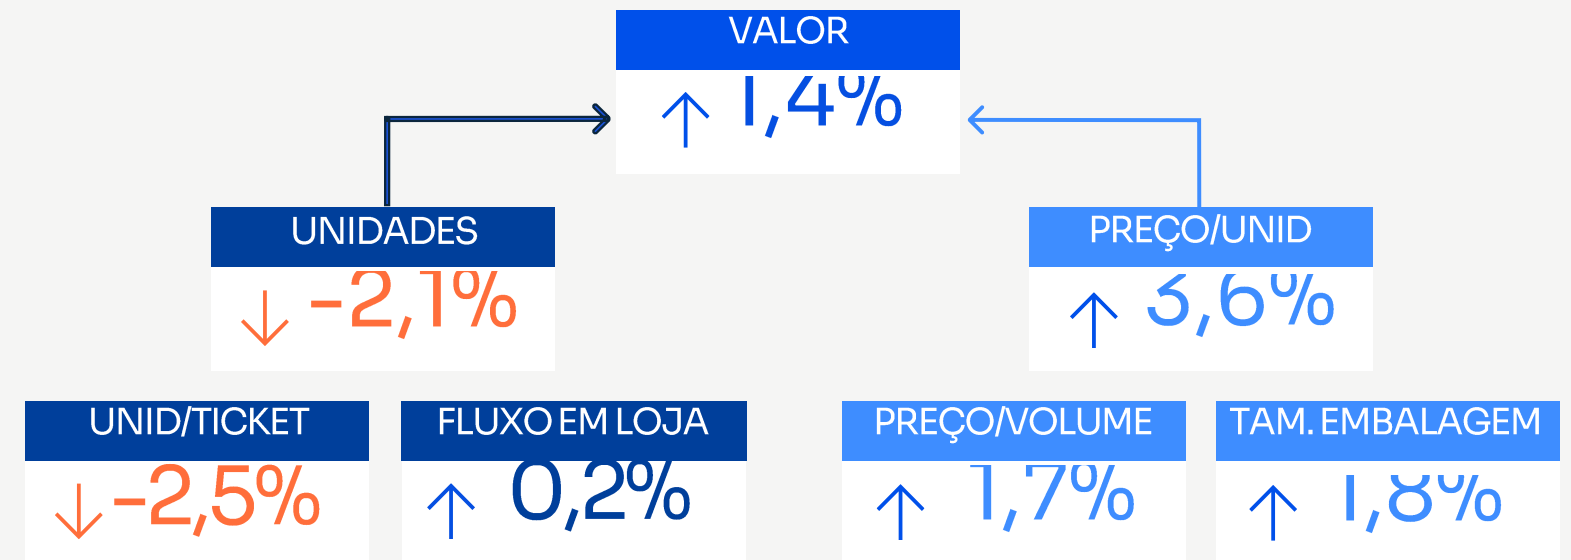 VALOR
1,4%
UNIDADES
-2,1%
PREÇO/UNID
3,6%
UNID/TICKET
-2,5%
FLUXO EM LOJA
0,2%
PREÇO/VOLUME
1,7%
TAM. EMBALAGEM
1,8%